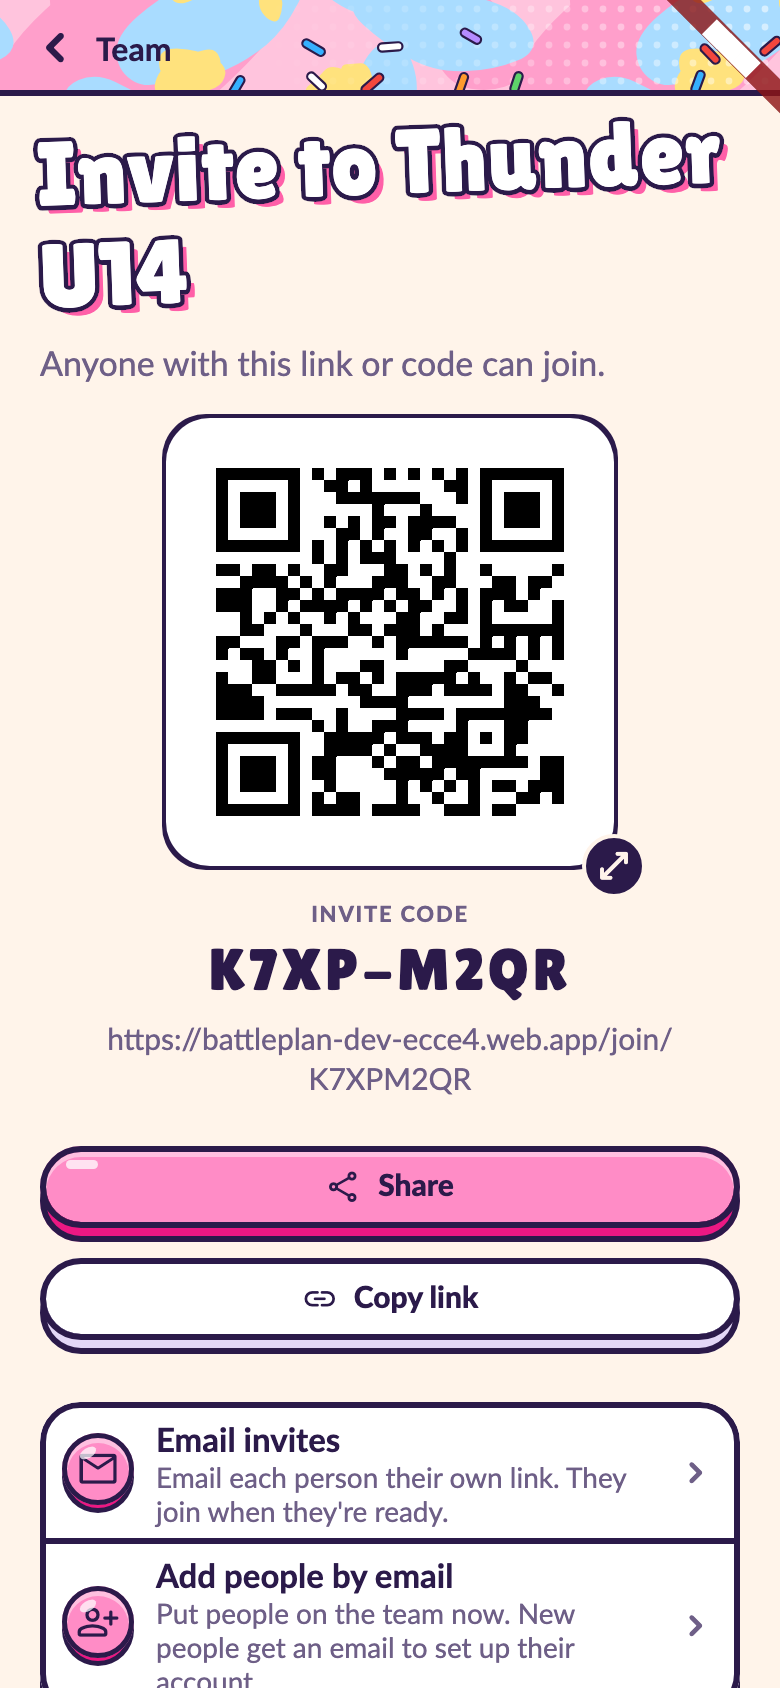 Team
Invite to Thunder
U14
Anyone with this link or code can join.
INVITE CODE
K7XP-M2QR
https://battleplan-dev-ecce4.web.app/join/
K7XPM2QR
Share
Copy link
Email invites
Email each person their own link. They
join when they're ready.
Add people by email
Put people on the team now. New
people get an email to set up their
account.